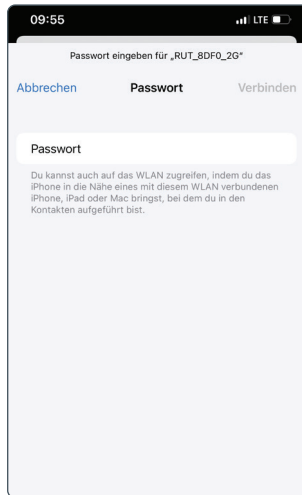 09:55 LTE
Passwort eingeben für „RUT_8DF0_2G“
Abbrechen Passwort Verbinden
Passwort
Du kannst auch auf das WLAN zugreifen, indem du das
iPhone in die Nähe eines mit diesem WLAN verbundenen
iPhone, iPad oder Mac bringst, bei dem du in den
Kontakten aufgeführt bist.